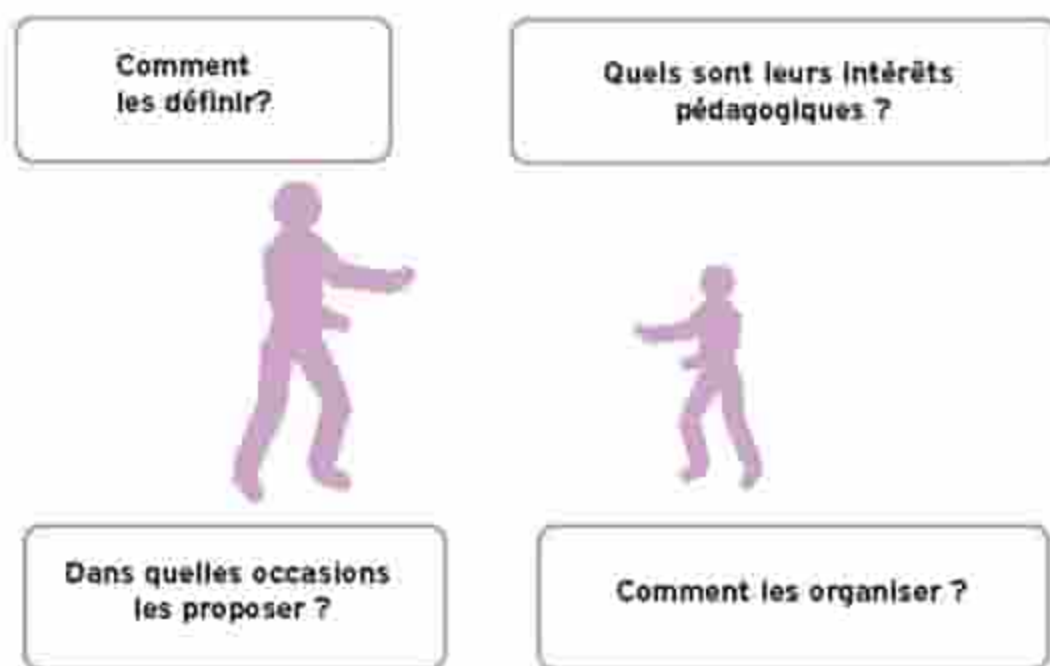 Comment
les définir?
Quels sont leurs intérêts
pédagogiques ?
Dans quelles occasions
les proposer ?
Comment les organiser ?